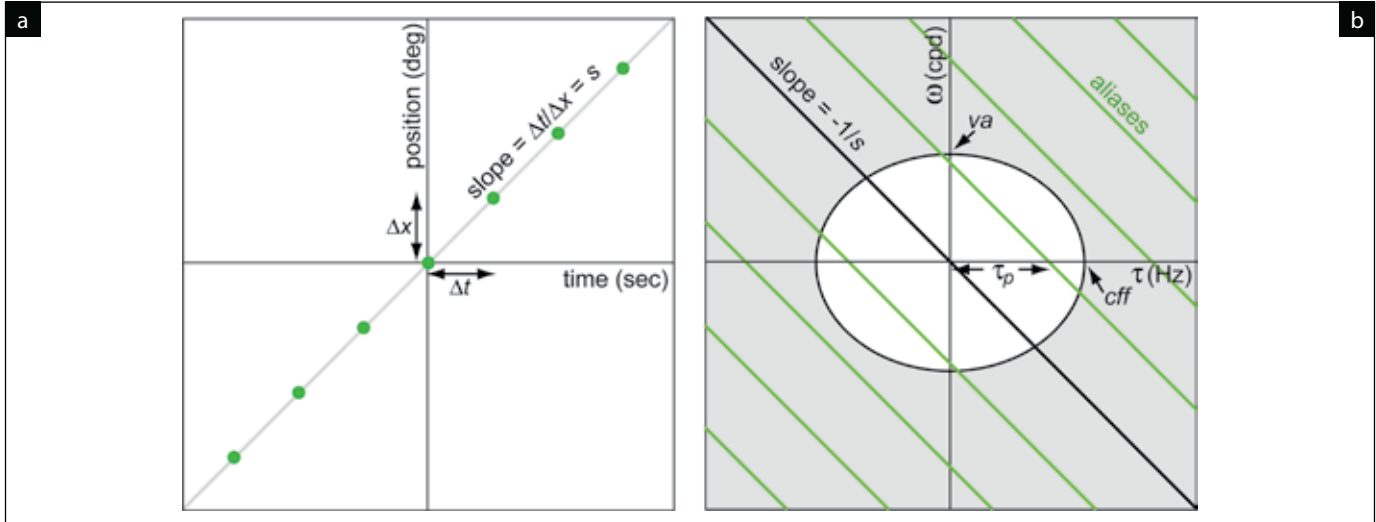 a
b
position (deg)
slope = Δt/Δx = s
Δx
Δt
time (sec)
ω (cpd)
slope = -1/s
aliases
va
τp
τ (Hz)
cff